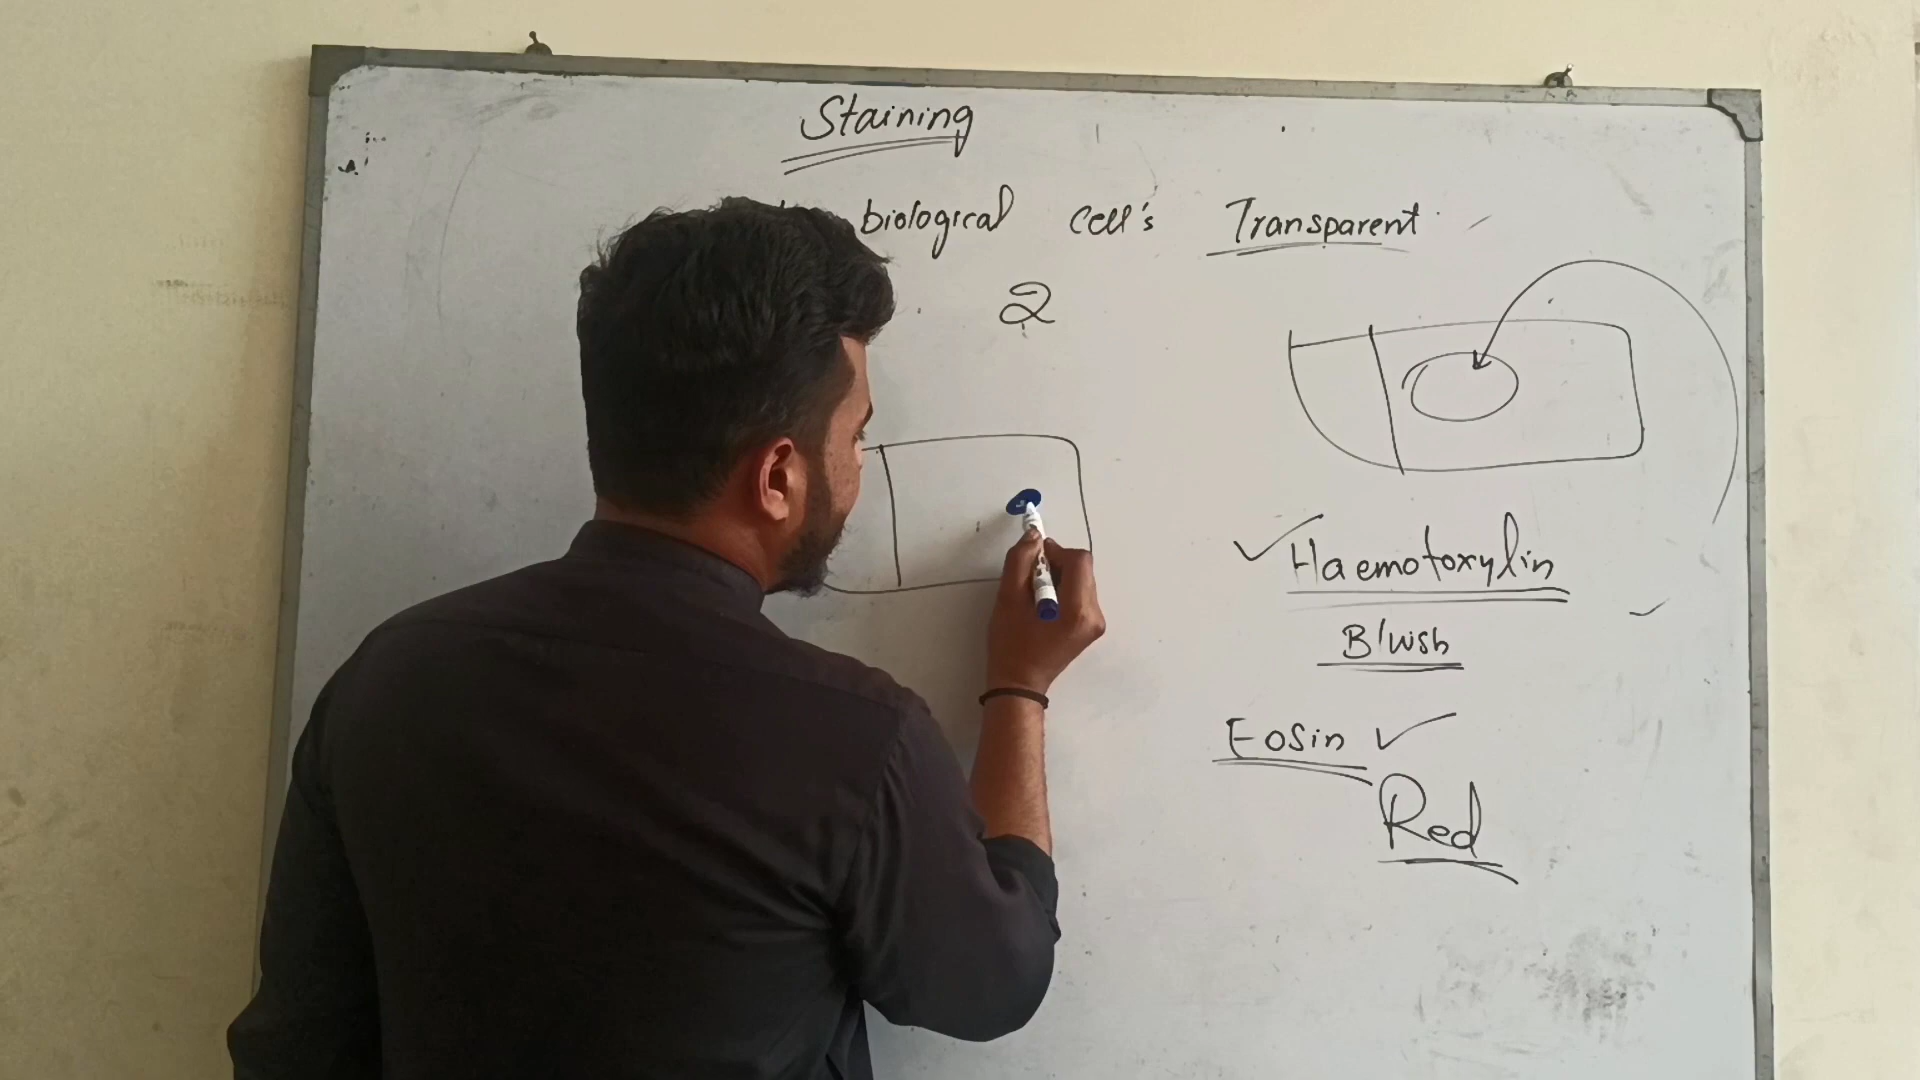 Staining
biological cell's Transparent
2
Haemotoxylin
Bluish
Eosin
Red